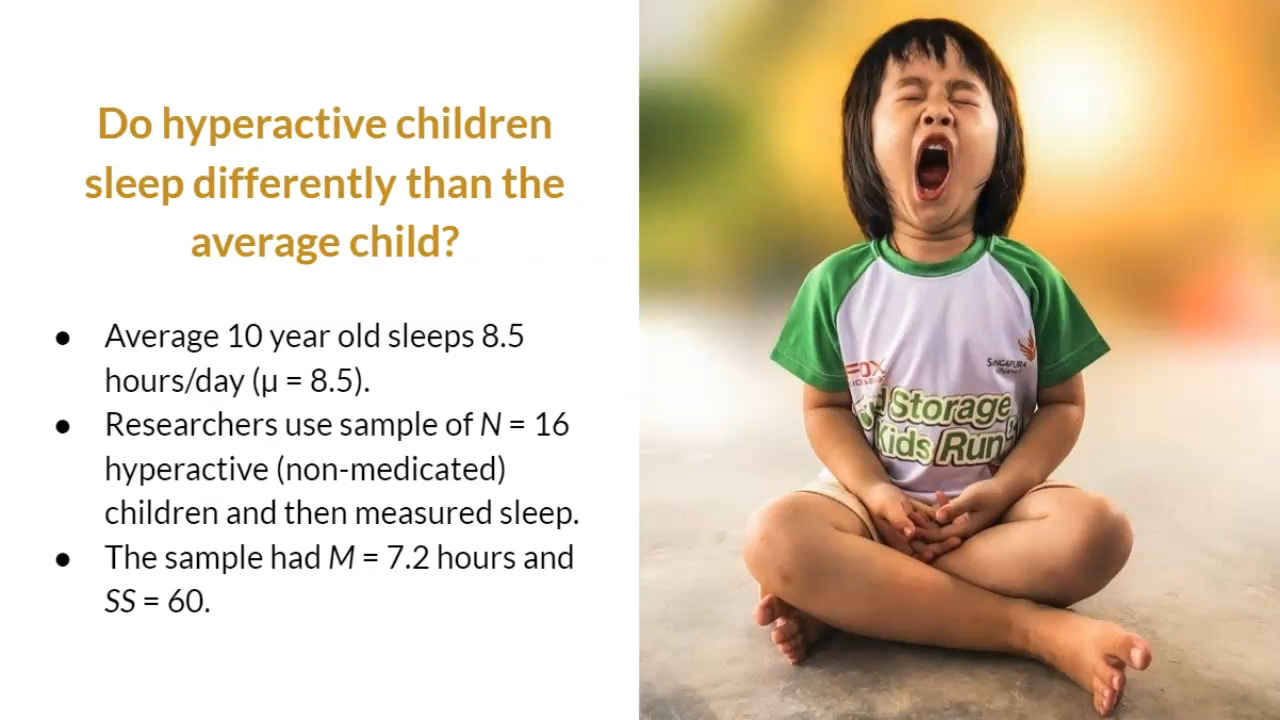 Do hyperactive children
sleep differently than the
average child?
● Average 10 year old sleeps 8.5
hours/day (μ = 8.5).
● Researchers use sample of N = 16
hyperactive (non-medicated)
children and then measured sleep.
● The sample had M = 7.2 hours and
SS = 60.
SINGAPURA
Storage
Kids Run